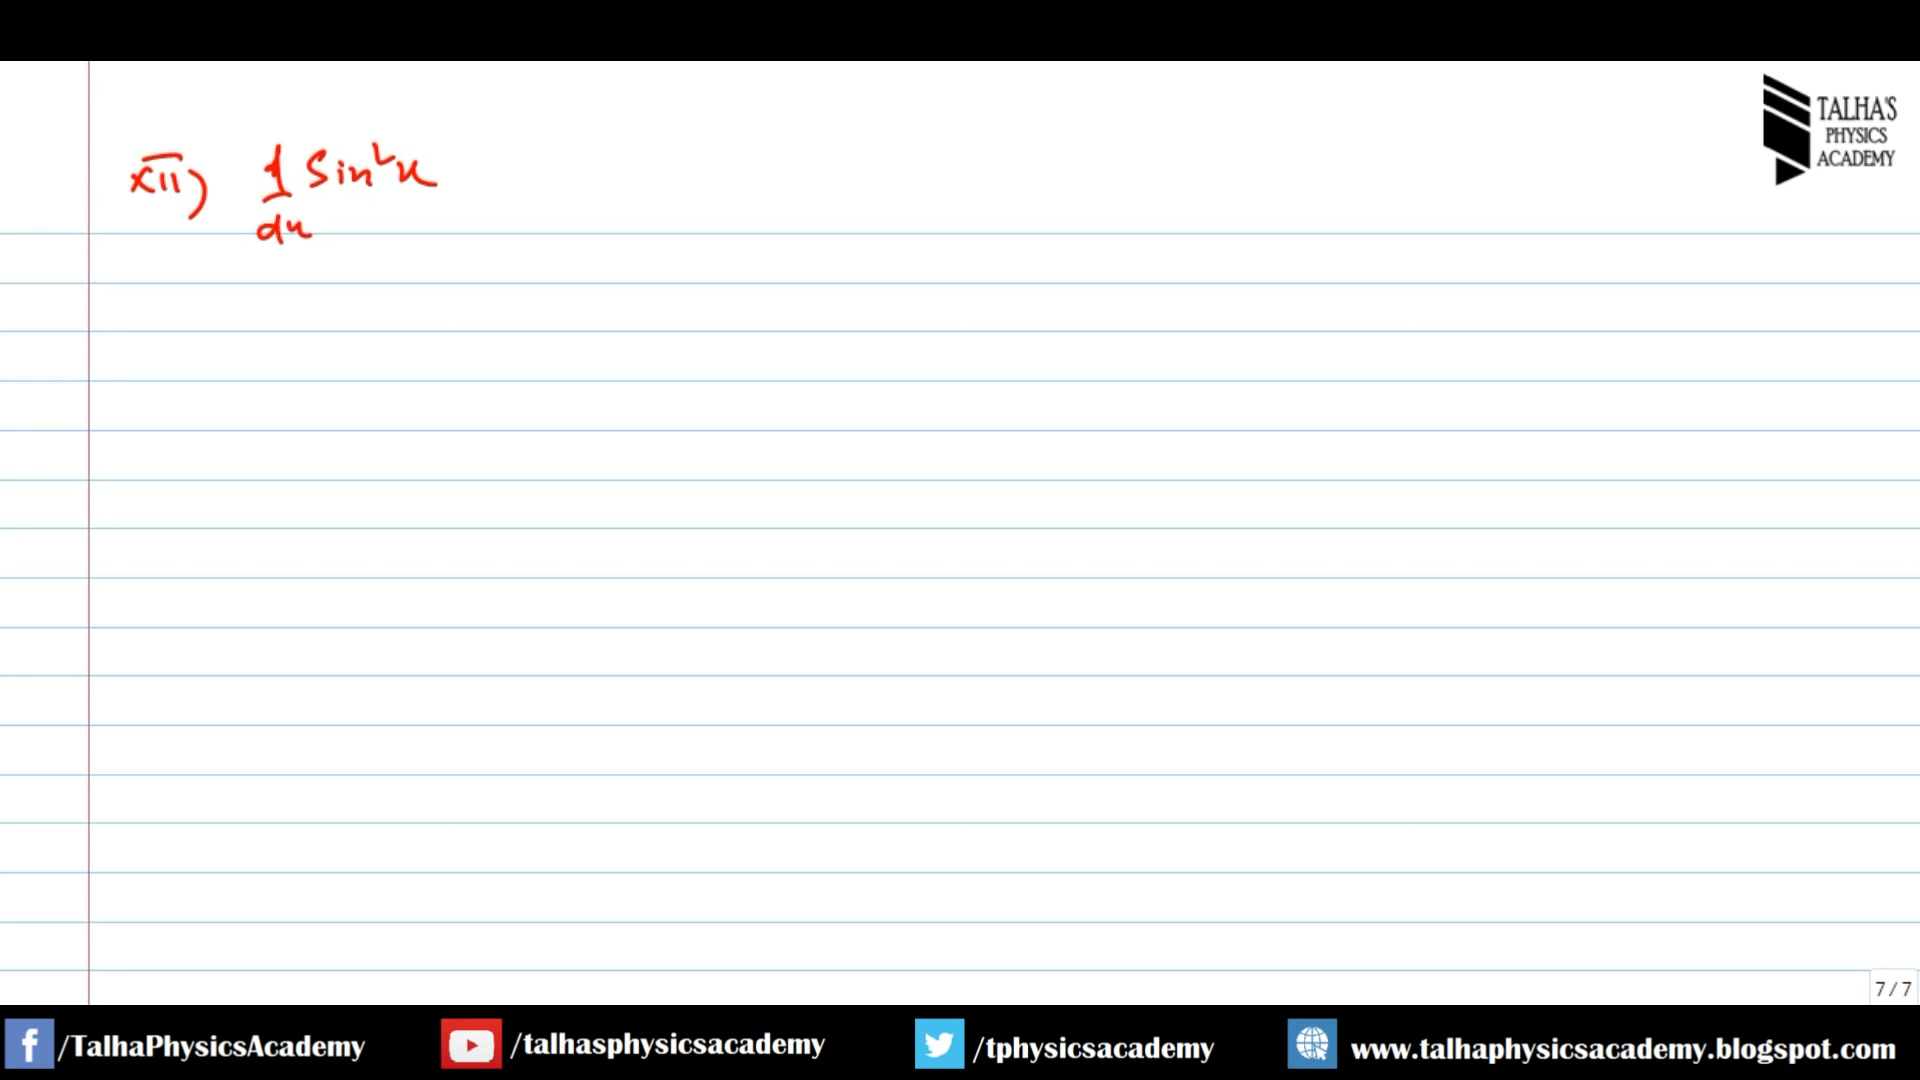 TALHA'S
PHYSICS
ACADEMY
xii) d/dx Sin²x
7 / 7
/TalhaPhysicsAcademy
/talhasphysicsacademy
/tphysicsacademy
www.talhaphysicsacademy.blogspot.com